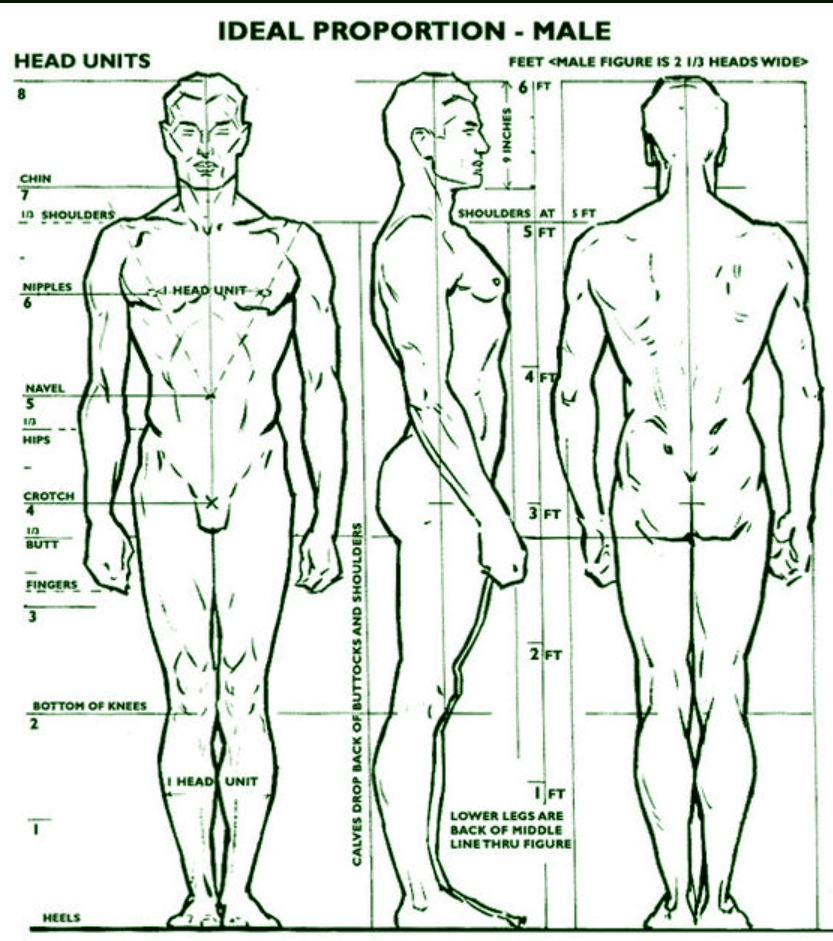 IDEAL PROPORTION - MALE
HEAD UNITS
FEET <MALE FIGURE IS 2 1/3 HEADS WIDE>
8
6 FT
9 INCHES
CHIN
7
1/3 SHOULDERS
SHOULDERS AT 5 FT
5 FT
NIPPLES
1 HEAD UNIT
6
4 FT
NAVEL
5
1/3
HIPS
CROTCH
4
3 FT
1/3
BUTT
FINGERS
3
CALVES DROP BACK OF BUTTOCKS AND SHOULDERS
2 FT
BOTTOM OF KNEES
2
1 HEAD UNIT
1 FT
1
LOWER LEGS ARE
BACK OF MIDDLE
LINE THRU FIGURE
HEELS